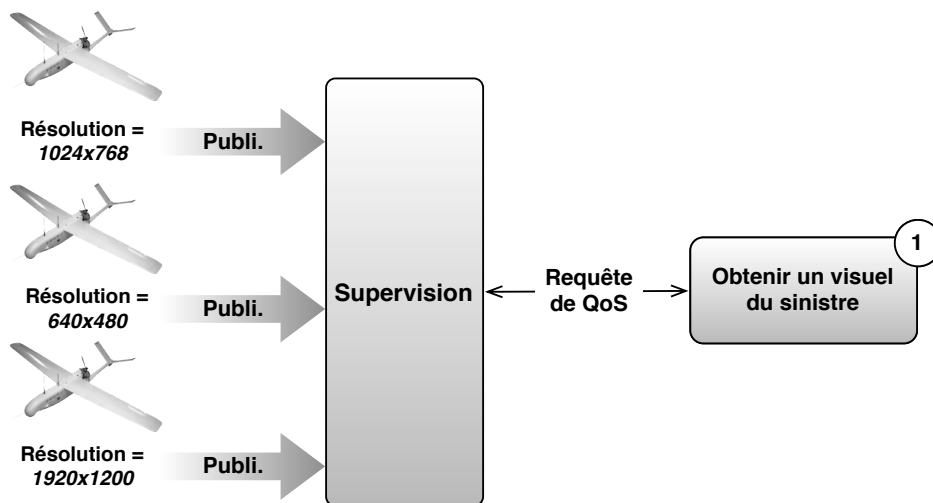 Résolution =
1024x768
Publi.
Résolution =
640x480
Publi.
Résolution =
1920x1200
Publi.
Supervision
Requête
de QoS
1
Obtenir un visuel
du sinistre